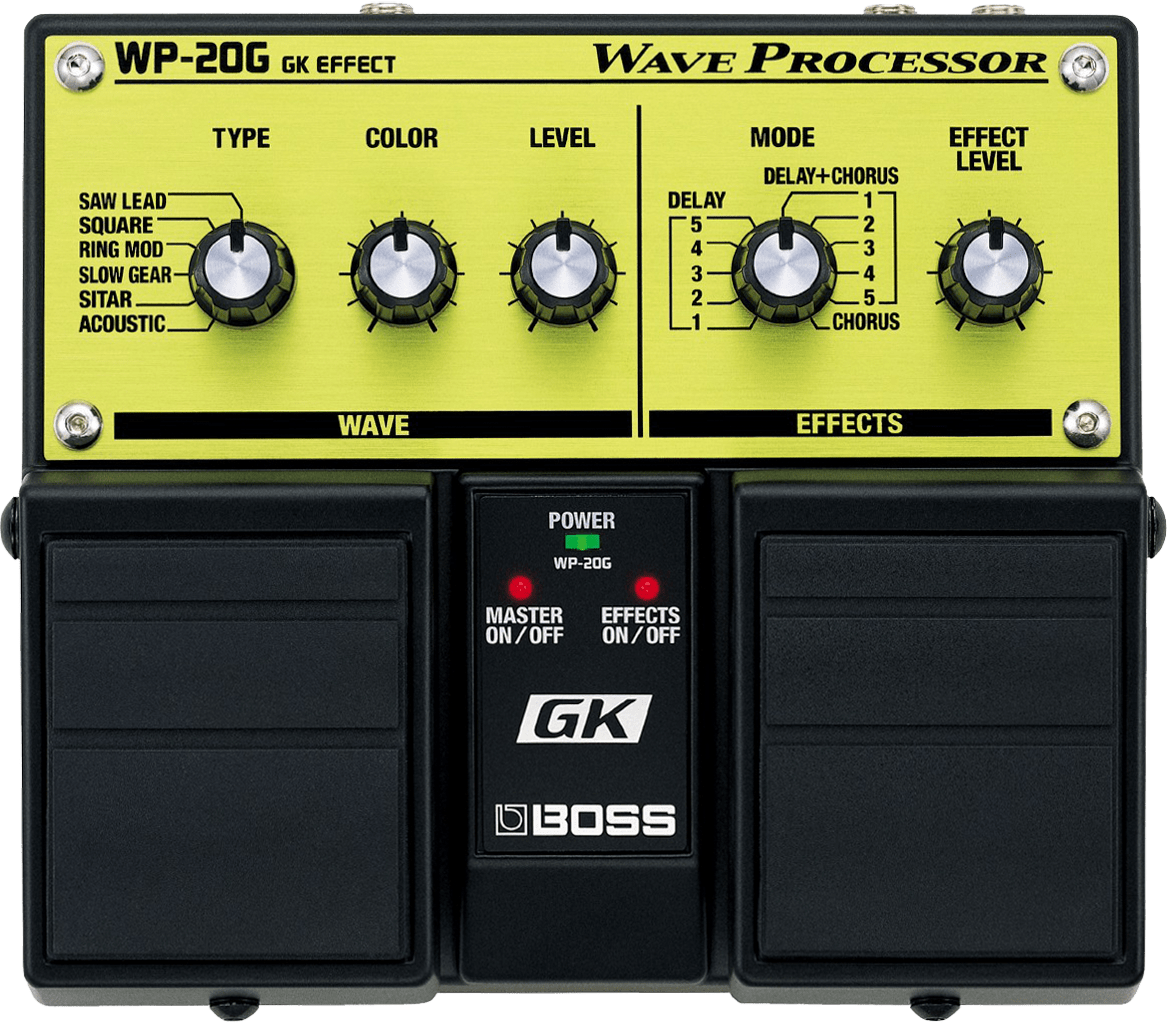 WP-20G GK EFFECT
WAVE PROCESSOR
TYPE
COLOR
LEVEL
SAW LEAD
SQUARE
RING MOD
SLOW GEAR
SITAR
ACOUSTIC
WAVE
MODE
EFFECT
LEVEL
DELAY+CHORUS
DELAY
5
4
3
2
1
1
2
3
4
5
CHORUS
EFFECTS
POWER
WP-20G
MASTER
ON/OFF
EFFECTS
ON/OFF
GK
BOSS